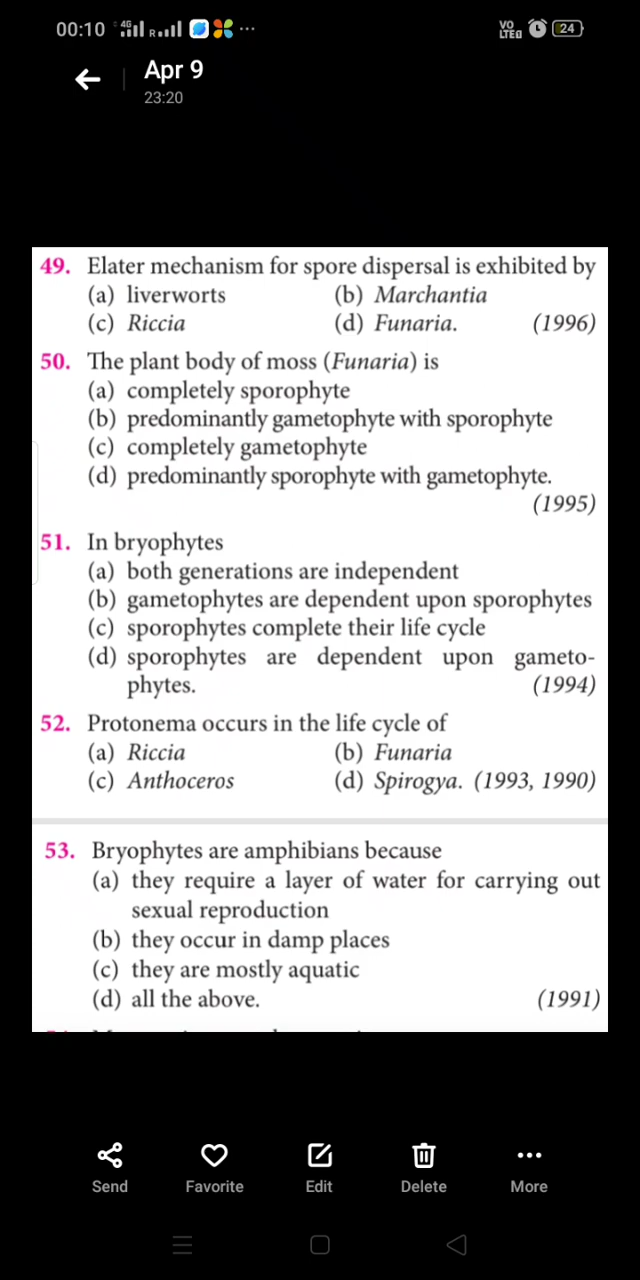 00:10 4G R ... VO LTE 24
Apr 9
23:20
49. Elater mechanism for spore dispersal is exhibited by
(a) liverworts (b) Marchantia
(c) Riccia (d) Funaria. (1996)
50. The plant body of moss (Funaria) is
(a) completely sporophyte
(b) predominantly gametophyte with sporophyte
(c) completely gametophyte
(d) predominantly sporophyte with gametophyte.
(1995)
51. In bryophytes
(a) both generations are independent
(b) gametophytes are dependent upon sporophytes
(c) sporophytes complete their life cycle
(d) sporophytes are dependent upon gameto-
phytes. (1994)
52. Protonema occurs in the life cycle of
(a) Riccia (b) Funaria
(c) Anthoceros (d) Spirogya. (1993, 1990)
53. Bryophytes are amphibians because
(a) they require a layer of water for carrying out
sexual reproduction
(b) they occur in damp places
(c) they are mostly aquatic
(d) all the above. (1991)
Send Favorite Edit Delete More